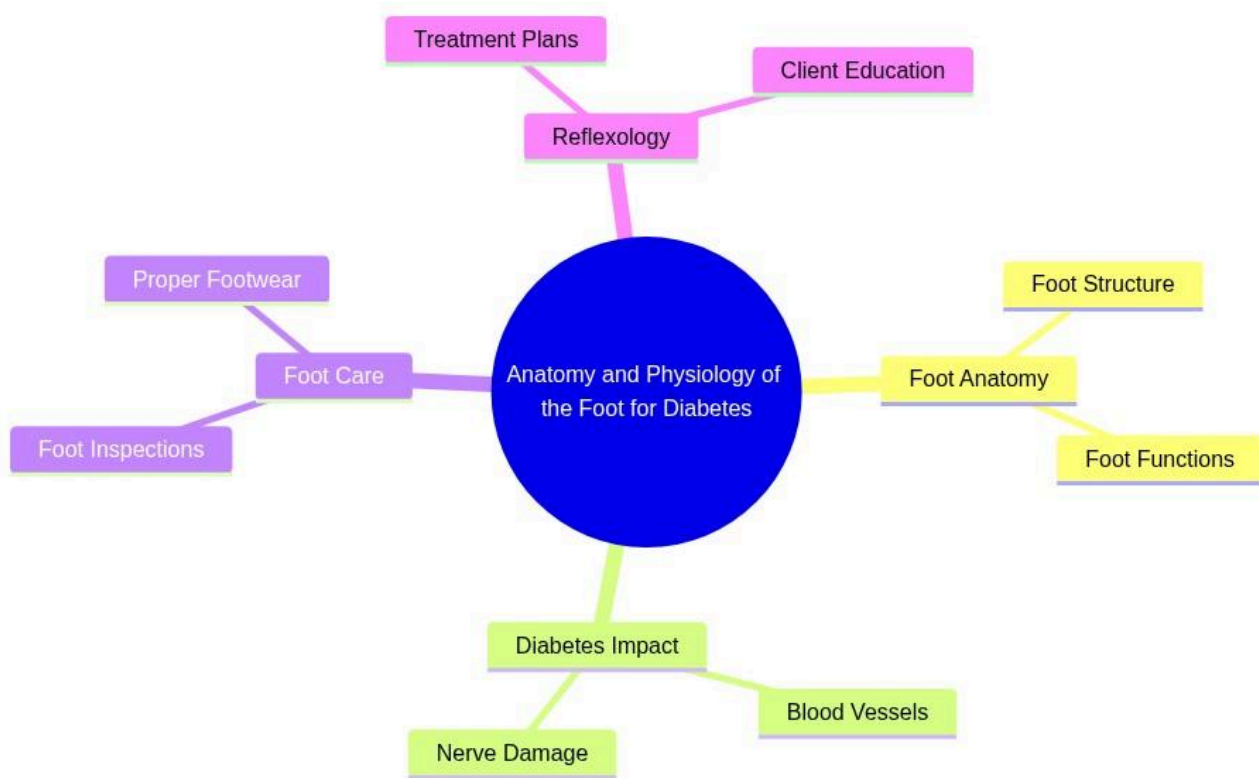 Treatment Plans
Client Education
Reflexology
Proper Footwear
Foot Structure
Foot Care
Anatomy and Physiology of
the Foot for Diabetes
Foot Anatomy
Foot Inspections
Foot Functions
Diabetes Impact
Blood Vessels
Nerve Damage